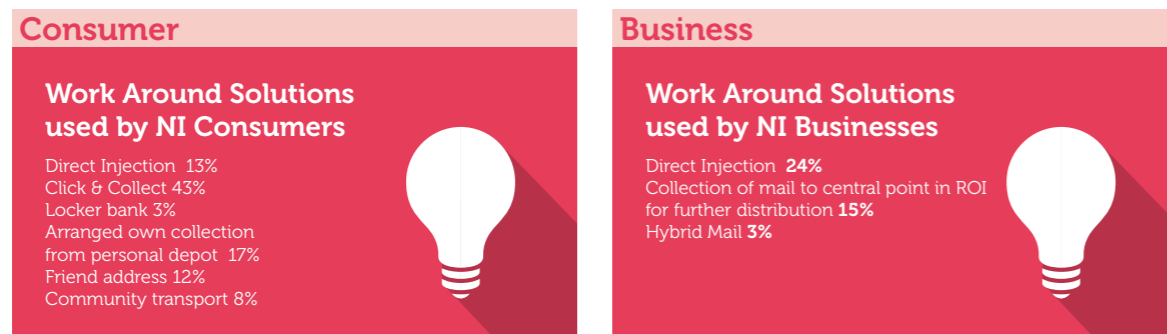 Consumer
Work Around Solutions
used by NI Consumers
Direct Injection 13%
Click & Collect 43%
Locker bank 3%
Arranged own collection
from personal depot 17%
Friend address 12%
Community transport 8%
Business
Work Around Solutions
used by NI Businesses
Direct Injection 24%
Collection of mail to central point in ROI
for further distribution 15%
Hybrid Mail 3%